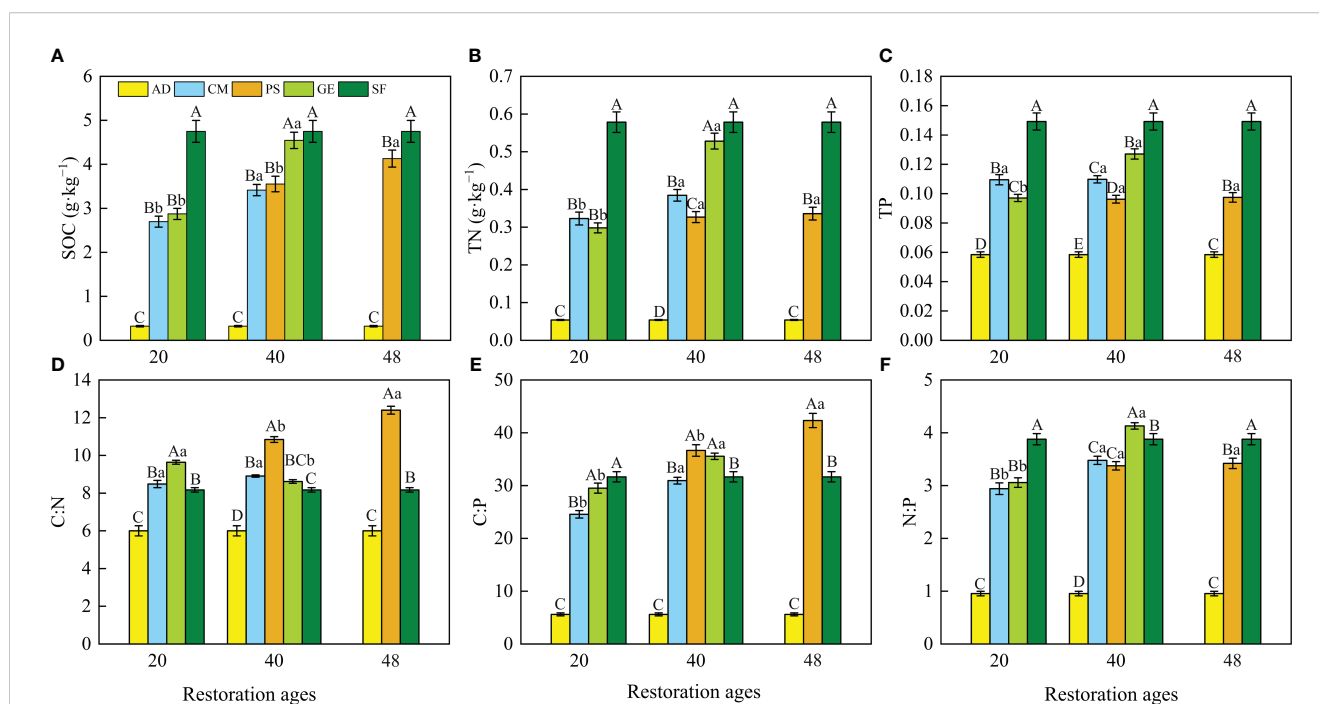 A
SOC (g·kg⁻¹)
6
5
4
3
2
1
0
AD CM PS GE SF
C Bb Bb A
C Ba Bb Aa A
C Ba A
20 40 48
B
TN (g·kg⁻¹)
0.7
0.6
0.5
0.4
0.3
0.2
0.1
0.0
C Bb Bb A
D Ba Ca Aa A
C Ba A
20 40 48
C
TP
0.18
0.16
0.14
0.12
0.10
0.08
0.06
0.04
0.02
0.00
D Ba Cb A
E Ca Da Ba A
C Ba A
20 40 48
D
C:N
14
12
10
8
6
4
2
0
C Ba Aa B
D Ba Ab BCb C
C Aa B
20 40 48
Restoration ages
E
C:P
50
40
30
20
10
0
C Bb Ab A
C Ba Ab Aa B
C Aa B
20 40 48
Restoration ages
F
N:P
5
4
3
2
1
0
C Bb Bb A
D Ca Ca Aa B
C Ba A
20 40 48
Restoration ages